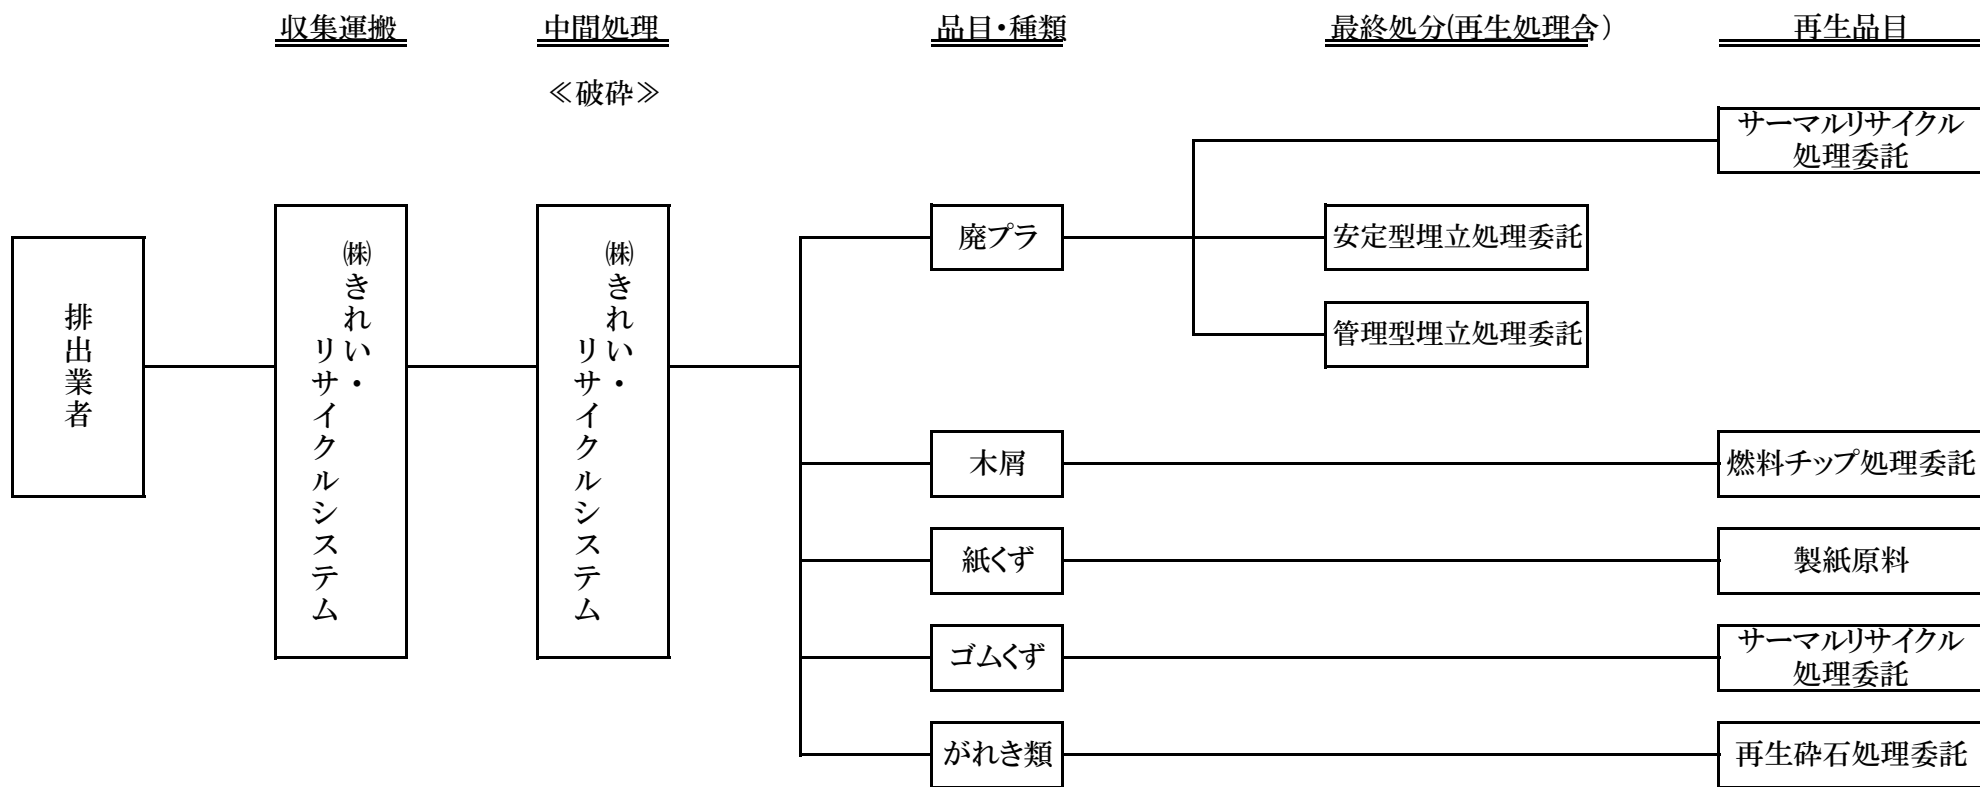 収集運搬
中間処理
品目・種類
最終処分(再生処理含)
再生品目
≪破砕≫
排出業者
㈱きれい・
リサイクルシステム
㈱きれい・
リサイクルシステム
サーマルリサイクル
処理委託
廃プラ
安定型埋立処理委託
管理型埋立処理委託
木屑
燃料チップ処理委託
紙くず
製紙原料
ゴムくず
サーマルリサイクル
処理委託
がれき類
再生砕石処理委託